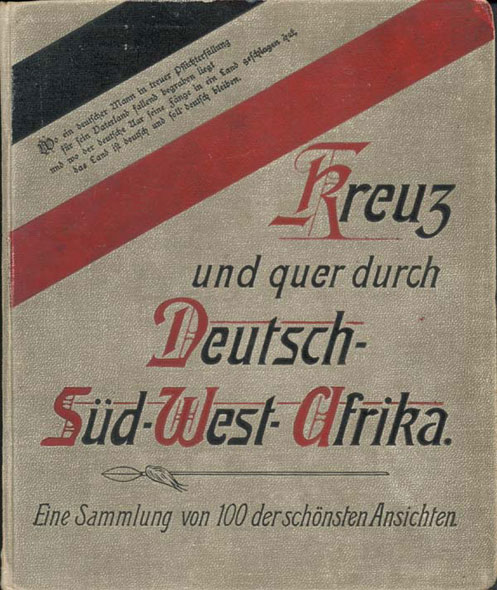 Wo ein deutscher Mann in treuer Pflichterfüllung
für sein Vaterland fallend begraben liegt
und wo der deutsche Aar seine Fänge in ein Land geschlagen hat,
das Land ist deutsch und soll deutsch bleiben.
Kreuz
und quer durch
Deutsch-
Süd-West-Afrika.
Eine Sammlung von 100 der schönsten Ansichten.